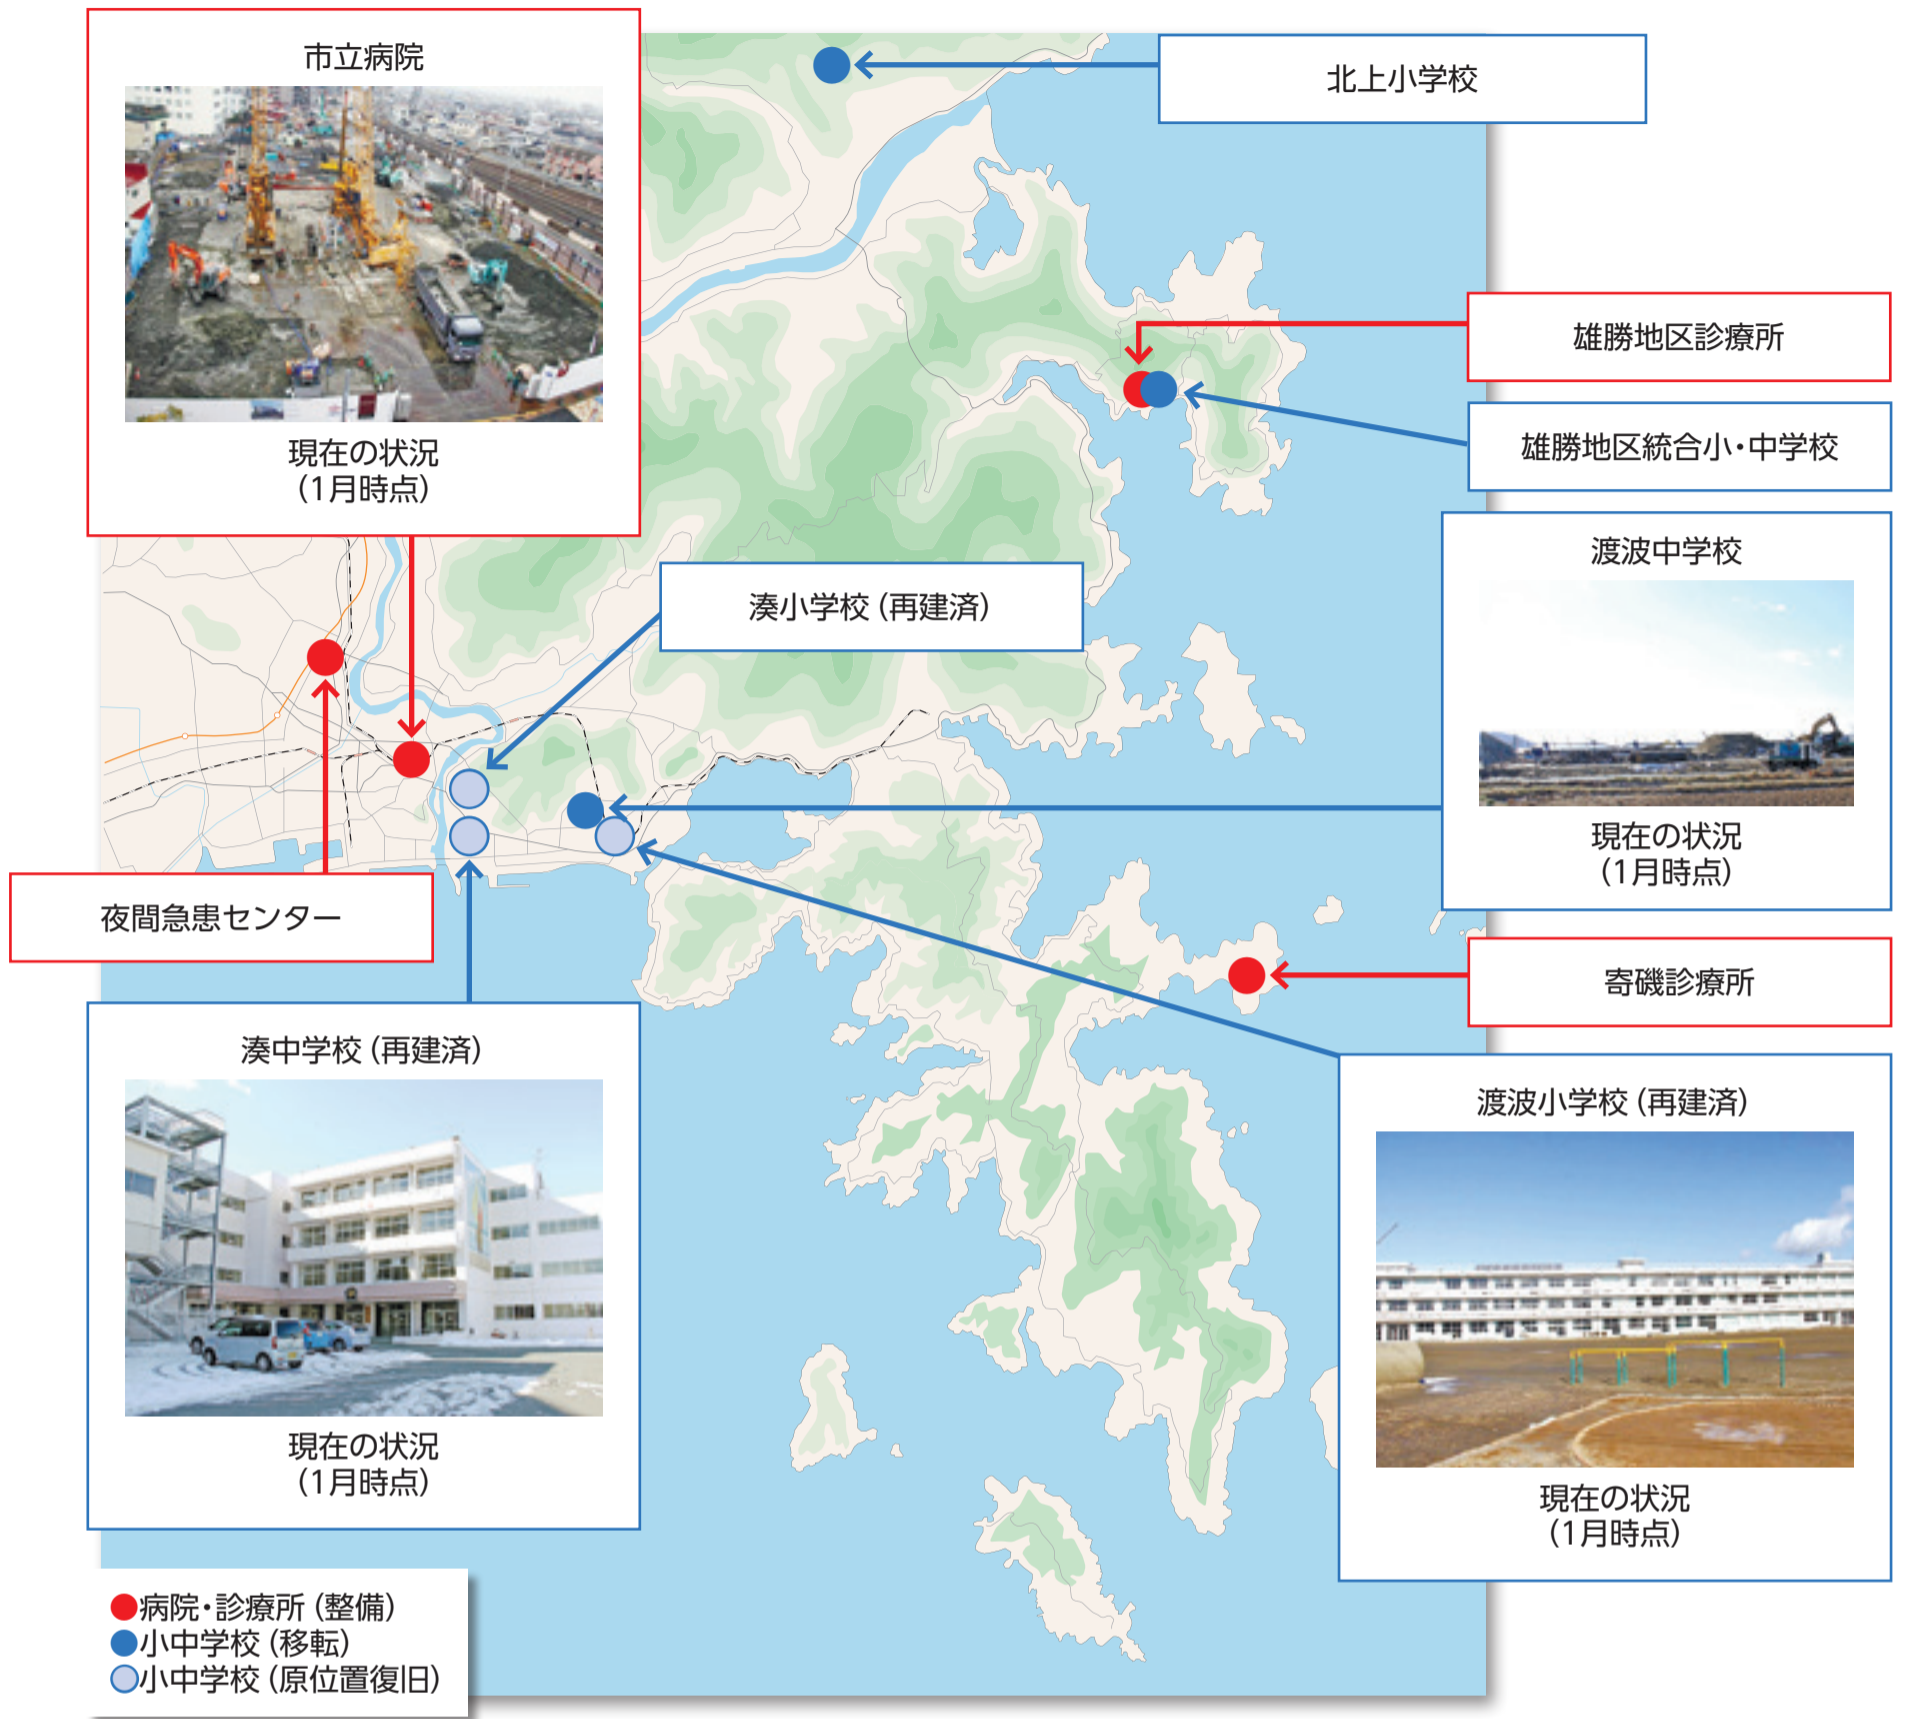 市立病院
現在の状況
(1月時点)
北上小学校
雄勝地区診療所
雄勝地区統合小・中学校
渡波中学校
現在の状況
(1月時点)
湊小学校(再建済)
夜間急患センター
寄磯診療所
湊中学校(再建済)
現在の状況
(1月時点)
渡波小学校(再建済)
現在の状況
(1月時点)
病院・診療所(整備)
小中学校(移転)
小中学校(原位置復旧)